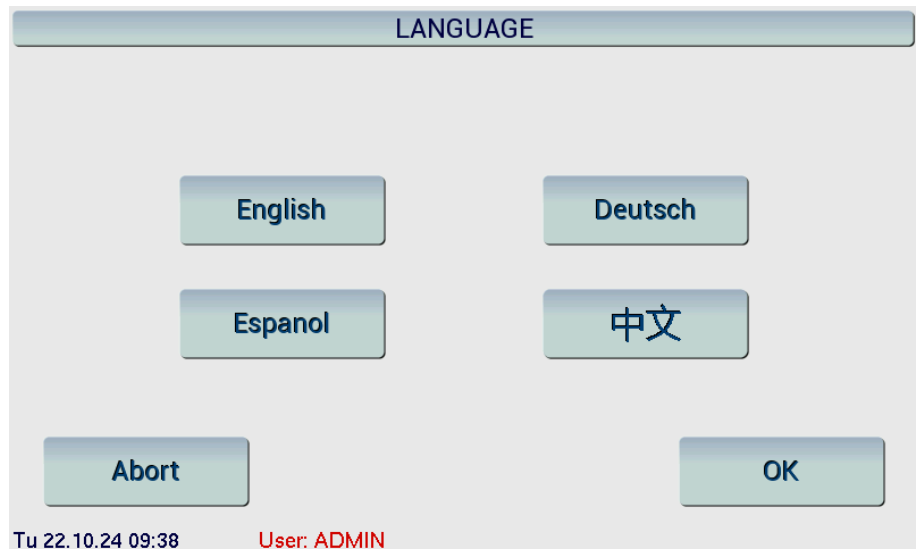 LANGUAGE
English Deutsch
Espanol 中文
Abort OK
Tu 22.10.24 09:38 User: ADMIN